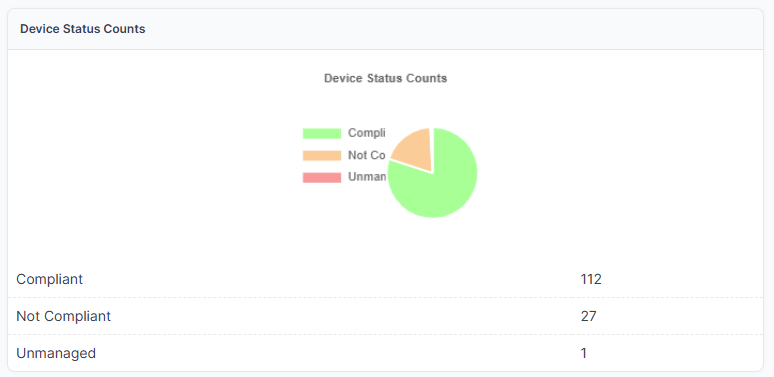 Device Status Counts
Device Status Counts
Compli
Not Co
Unman
Compliant 112
Not Compliant 27
Unmanaged 1